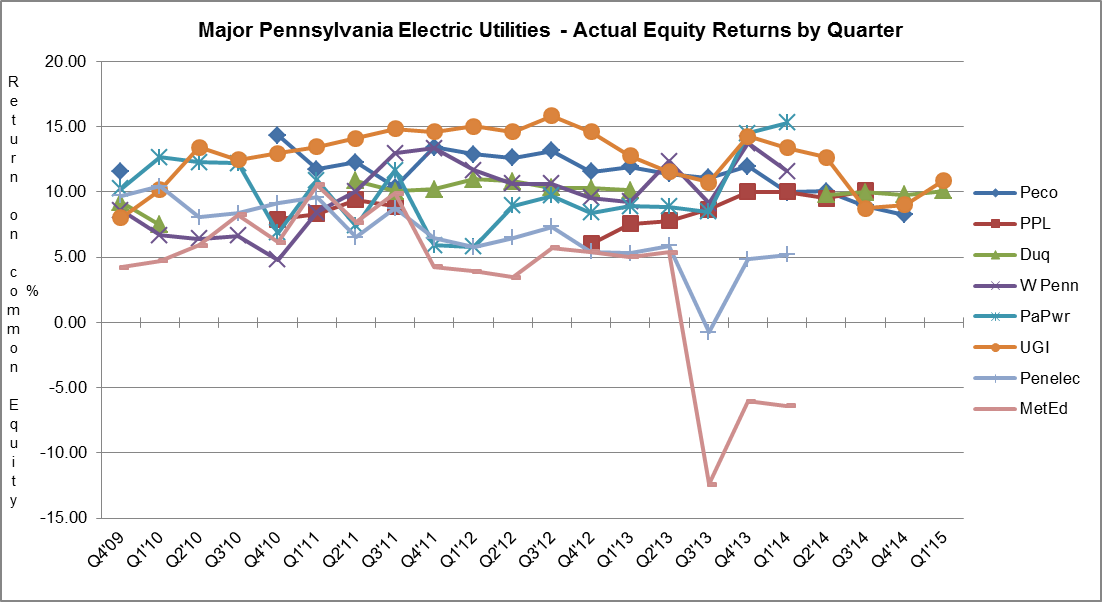 Major Pennsylvania Electric Utilities - Actual Equity Returns by Quarter
Return on common Equity
%
20.00
15.00
10.00
5.00
0.00
-5.00
-10.00
-15.00
Q4'09
Q1'10
Q2'10
Q3'10
Q4'10
Q1'11
Q2'11
Q3'11
Q4'11
Q1'12
Q2'12
Q3'12
Q4'12
Q1'13
Q2'13
Q3'13
Q4'13
Q1'14
Q2'14
Q3'14
Q4'14
Q1'15
Peco
PPL
Duq
W Penn
PaPwr
UGI
Penelec
MetEd